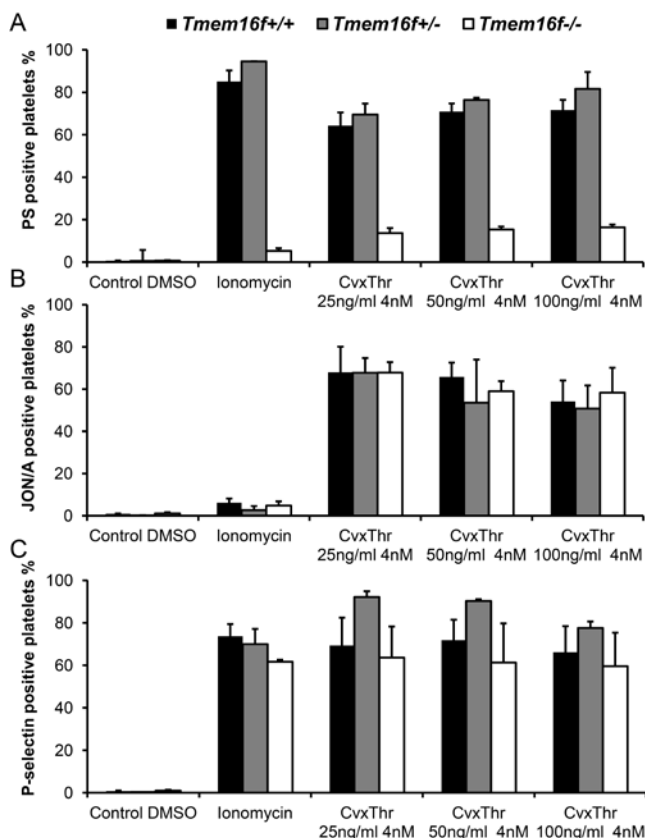 A
Tmem16f+/+ Tmem16f+/- Tmem16f-/-
PS positive platelets %
100
80
60
40
20
0
Control DMSO Ionomycin CvxThr CvxThr CvxThr
25ng/ml 4nM 50ng/ml 4nM 100ng/ml 4nM
B
JON/A positive platelets %
100
80
60
40
20
0
Control DMSO Ionomycin CvxThr CvxThr CvxThr
25ng/ml 4nM 50ng/ml 4nM 100ng/ml 4nM
C
P-selectin positive platelets %
100
80
60
40
20
0
Control DMSO Ionomycin CvxThr CvxThr CvxThr
25ng/ml 4nM 50ng/ml 4nM 100ng/ml 4nM